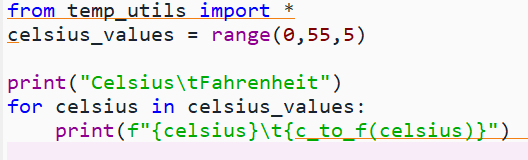 from temp_utils import *
celsius_values = range(0,55,5)
print("Celsius\tFahrenheit")
for celsius in celsius_values:
    print(f"{celsius}\t{c_to_f(celsius)}")